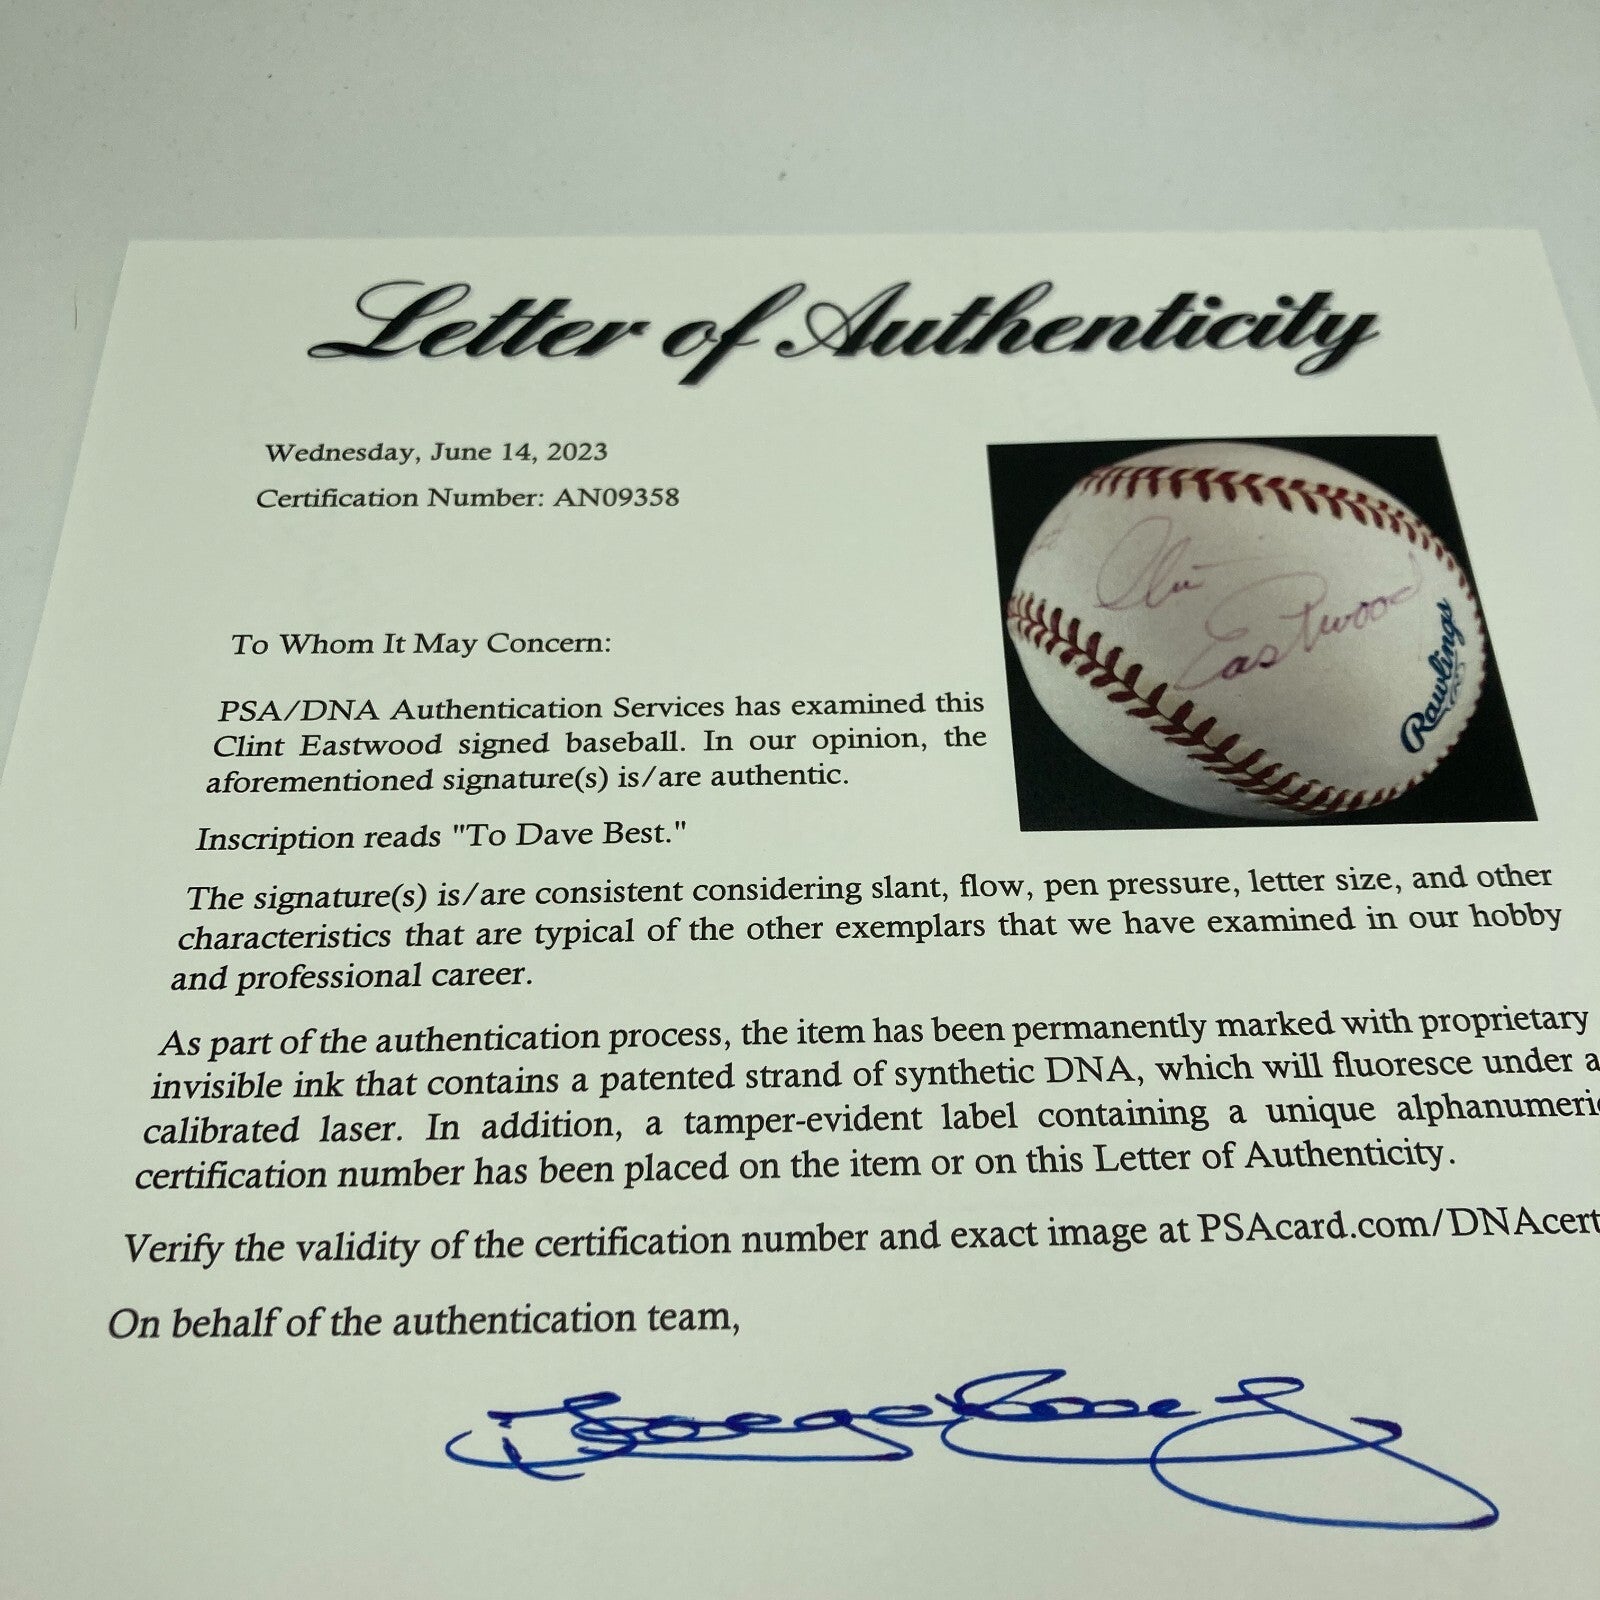 Letter of Authenticity
Wednesday, June 14, 2023
Certification Number: AN09358
Clint
Eastwood
Rawlings
To Whom It May Concern:
PSA/DNA Authentication Services has examined this
Clint Eastwood signed baseball. In our opinion, the
aforementioned signature(s) is/are authentic.
Inscription reads "To Dave Best."
The signature(s) is/are consistent considering slant, flow, pen pressure, letter size, and other
characteristics that are typical of the other exemplars that we have examined in our hobby
and professional career.
As part of the authentication process, the item has been permanently marked with proprietary
invisible ink that contains a patented strand of synthetic DNA, which will fluoresce under a
calibrated laser. In addition, a tamper-evident label containing a unique alphanumeric
certification number has been placed on the item or on this Letter of Authenticity.
Verify the validity of the certification number and exact image at PSAcard.com/DNAcert
On behalf of the authentication team,